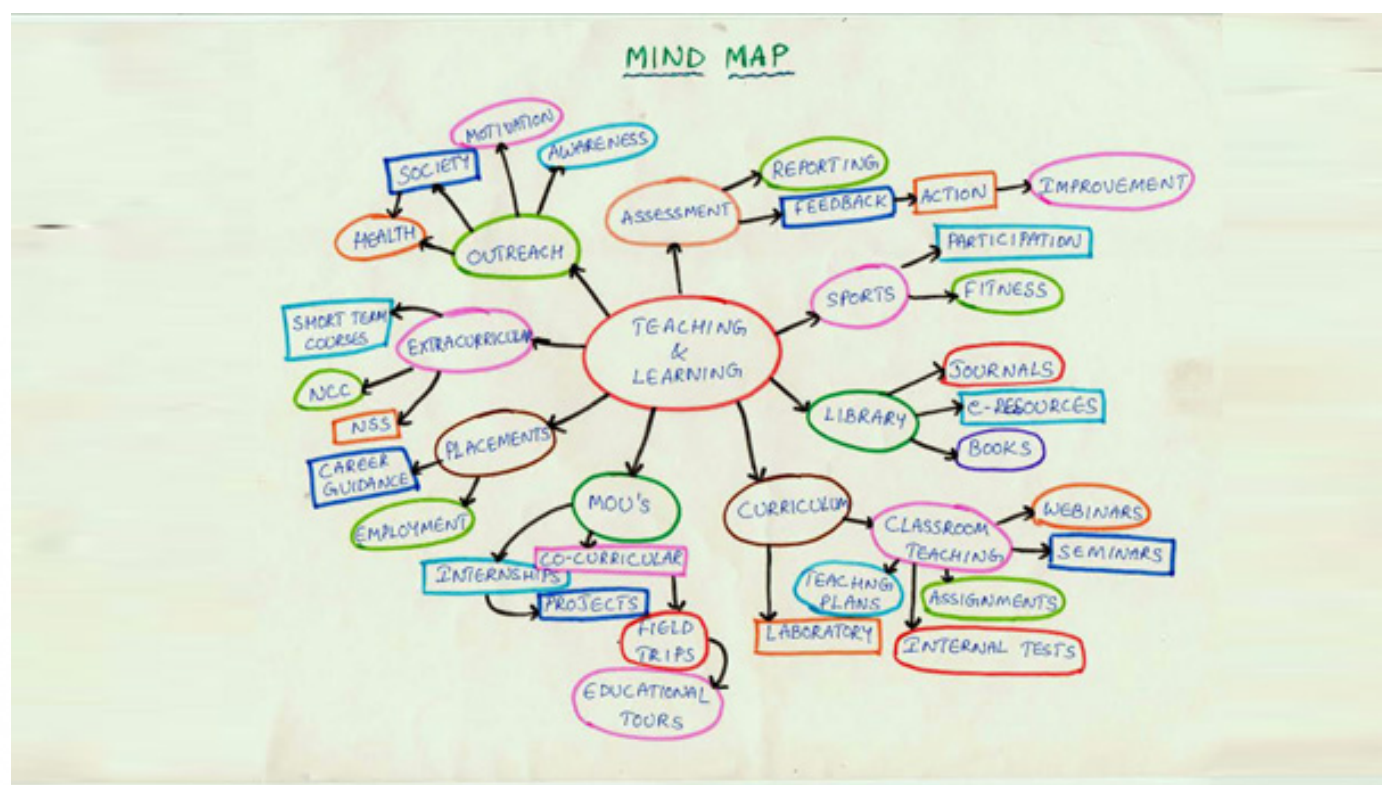 MIND MAP
MOTIVATION
AWARENESS
SOCIETY
HEALTH
OUTREACH
REPORTING
ASSESSMENT
FEEDBACK
ACTION
IMPROVEMENT
PARTICIPATION
SPORTS
FITNESS
TEACHING
&
LEARNING
SHORT TERM
COURSES
EXTRACURRICULAR
NCC
NSS
JOURNALS
LIBRARY
e-RESOURCES
BOOKS
PLACEMENTS
CAREER
GUIDANCE
EMPLOYMENT
MOU's
INTERNSHIPS
CO-CURRICULAR
PROJECTS
FIELD
TRIPS
EDUCATIONAL
TOURS
CURRICULUM
LABORATORY
CLASSROOM
TEACHING
WEBINARS
SEMINARS
TEACHNG
PLANS
ASSIGNMENTS
INTERNAL TESTS